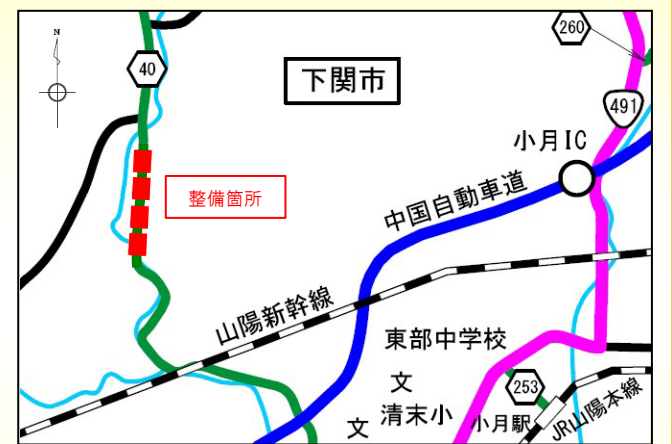 N
260
40
下関市
491
小月IC
整備箇所
中国自動車道
山陽新幹線
東部中学校
文
253
清末小
文
小月駅
JR山陽本線